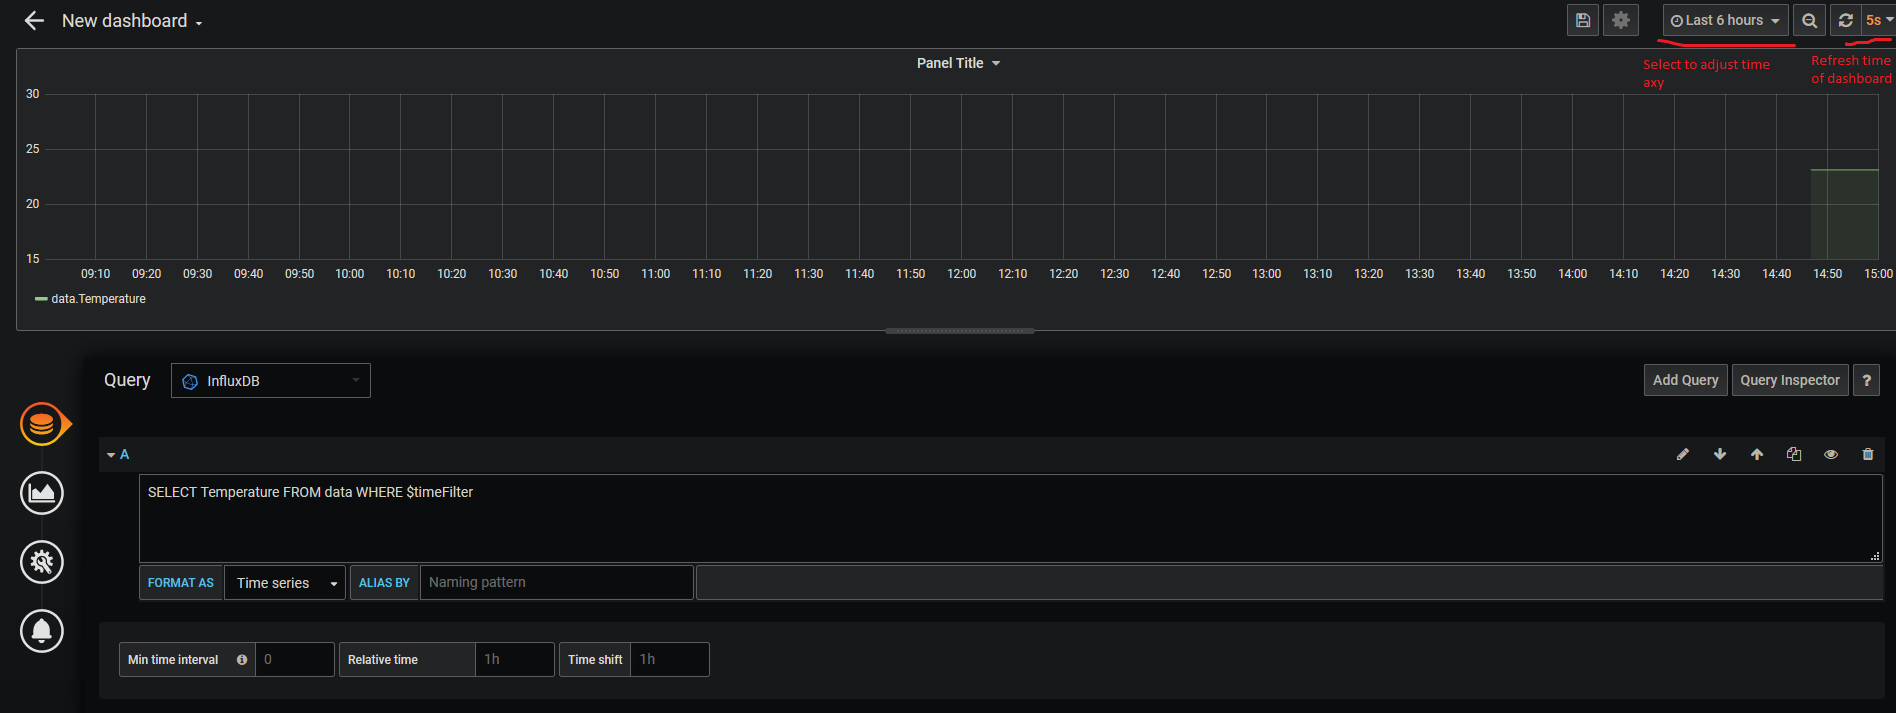 New dashboard
Last 6 hours
5s
Select to adjust time
axy
Refresh time
of dashboard
Panel Title
30
25
20
15
09:10 09:20 09:30 09:40 09:50 10:00 10:10 10:20 10:30 10:40 10:50 11:00 11:10 11:20 11:30 11:40 11:50 12:00 12:10 12:20 12:30 12:40 12:50 13:00 13:10 13:20 13:30 13:40 13:50 14:00 14:10 14:20 14:30 14:40 14:50 15:00
data.Temperature
Query InfluxDB Add Query Query Inspector ?
A
SELECT Temperature FROM data WHERE $timeFilter
FORMAT AS Time series ALIAS BY Naming pattern
Min time interval 0 Relative time 1h Time shift 1h